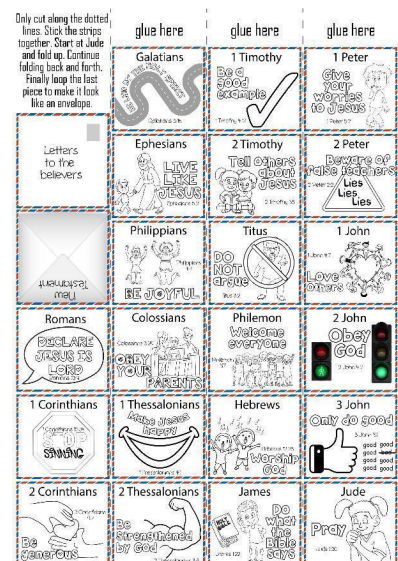 Only cut along the dotted
lines. Stick the strips
together. Start at Jude
and fold up. Continue
folding back and forth.
Finally loop the last
piece to make it look
like an envelope.
glue here
glue here
glue here
Letters
to the
believers
New
Testament
Romans
DECLARE
JESUS IS
LORD
1 Corinthians
STOP
SINNING
2 Corinthians
Be
generous
Galatians
Ephesians
LIVE
LIKE
JESUS
Philippians
BE JOYFUL
Colossians
OBEY
YOUR
PARENTS
1 Thessalonians
Make Jesus
happy
2 Thessalonians
Be
strengthened
by God
1 Timothy
Be a
good
example
2 Timothy
Tell others
about
Jesus
Titus
DO
NOT
argue
Philemon
Welcome
everyone
Hebrews
Worship
God
James
Do
what
the
Bible
says
1 Peter
Give
your
worries
to Jesus
2 Peter
Beware of
false teachers
Lies
Lies
Lies
1 John
Love
others
2 John
Obey
God
3 John
Only do good
good good
good bad
good good
good good
Jude
Pray